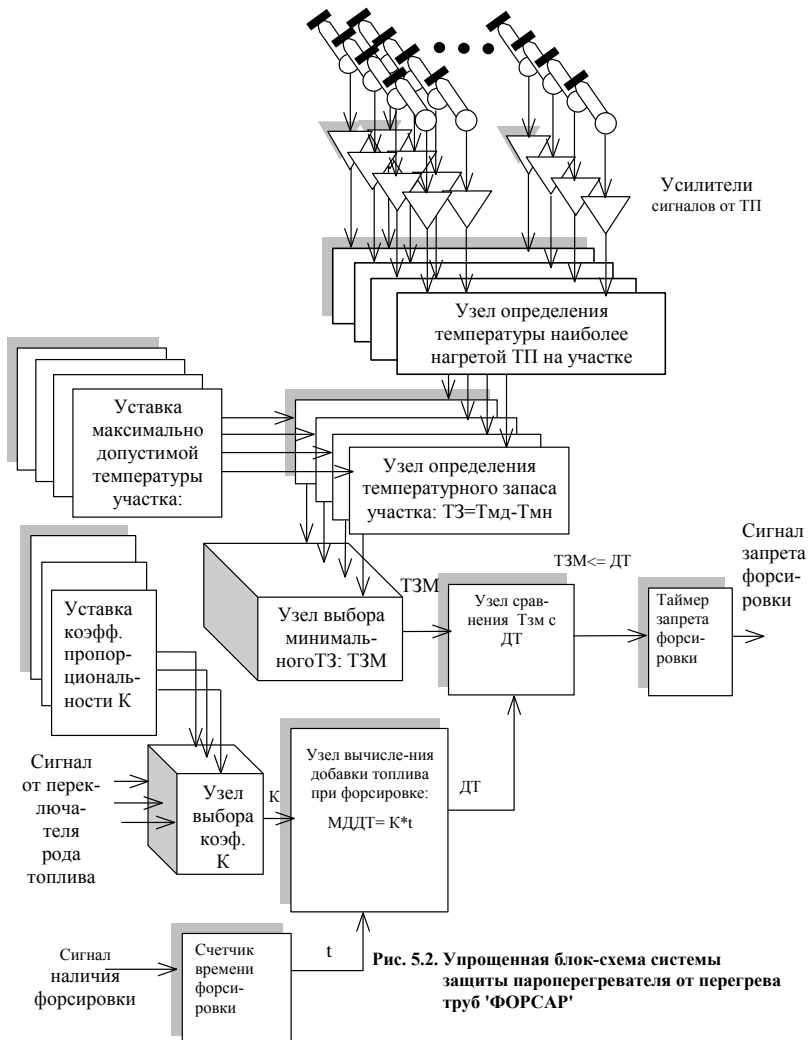 Усилители
сигналов от ТП
Узел определения
температуры наиболее
нагретой ТП на участке
Уставка
максимально
допустимой
температуры
участка:
Узел определения
температурного запаса
участка: ТЗ=Тмд-Тмн
Сигнал
запрета
форси-
ровки
ТЗМ<= ДТ
ТЗМ
Уставка
коэфф.
пропор-
циональ-
ности К
Узел выбора
минималь-
ногоТЗ: ТЗМ
Узел срав-
нения Тзм с
ДТ
Таймер
запрета
форси-
ровки
Сигнал
от перек-
люча-
теля
рода
топлива
Узел
выбора
коэф.
К
К
Узел вычисле-ния
добавки топлива
при форсировке:
МДДТ= К*t
ДТ
Сигнал
наличия
форсировки
Счетчик
времени
форси-
ровки
t
Рис. 5.2. Упрощенная блок-схема системы
защиты пароперегревателя от перегрева
труб 'ФОРСАР'